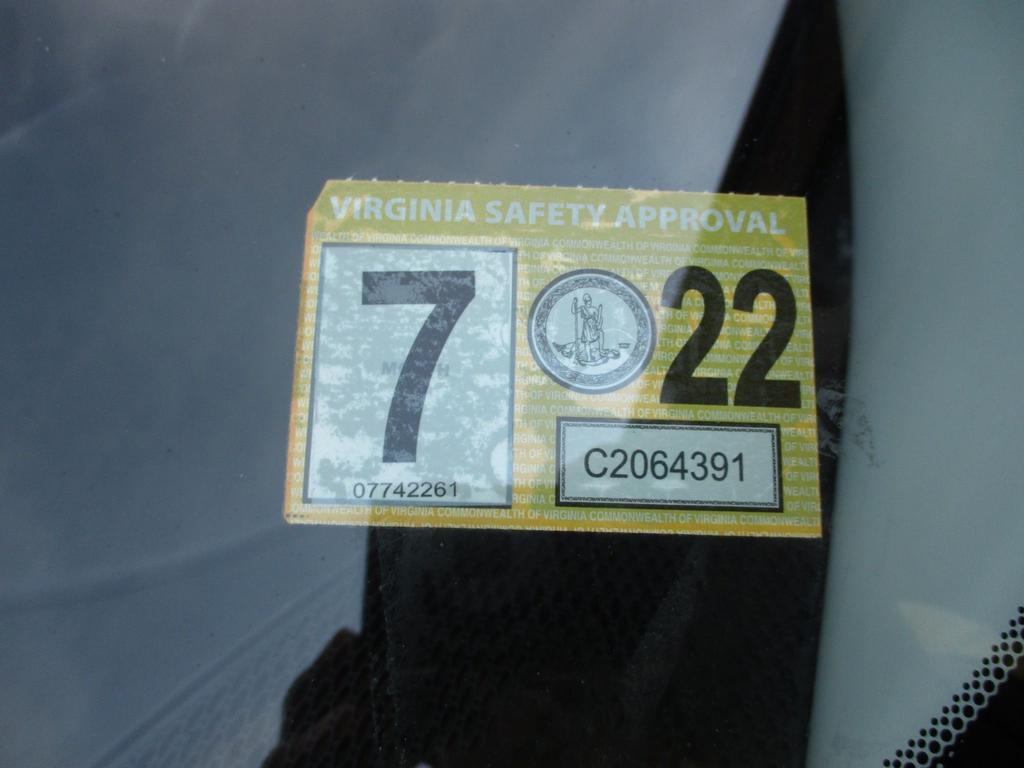 VIRGINIA SAFETY APPROVAL
7
22
C2064391
07742261